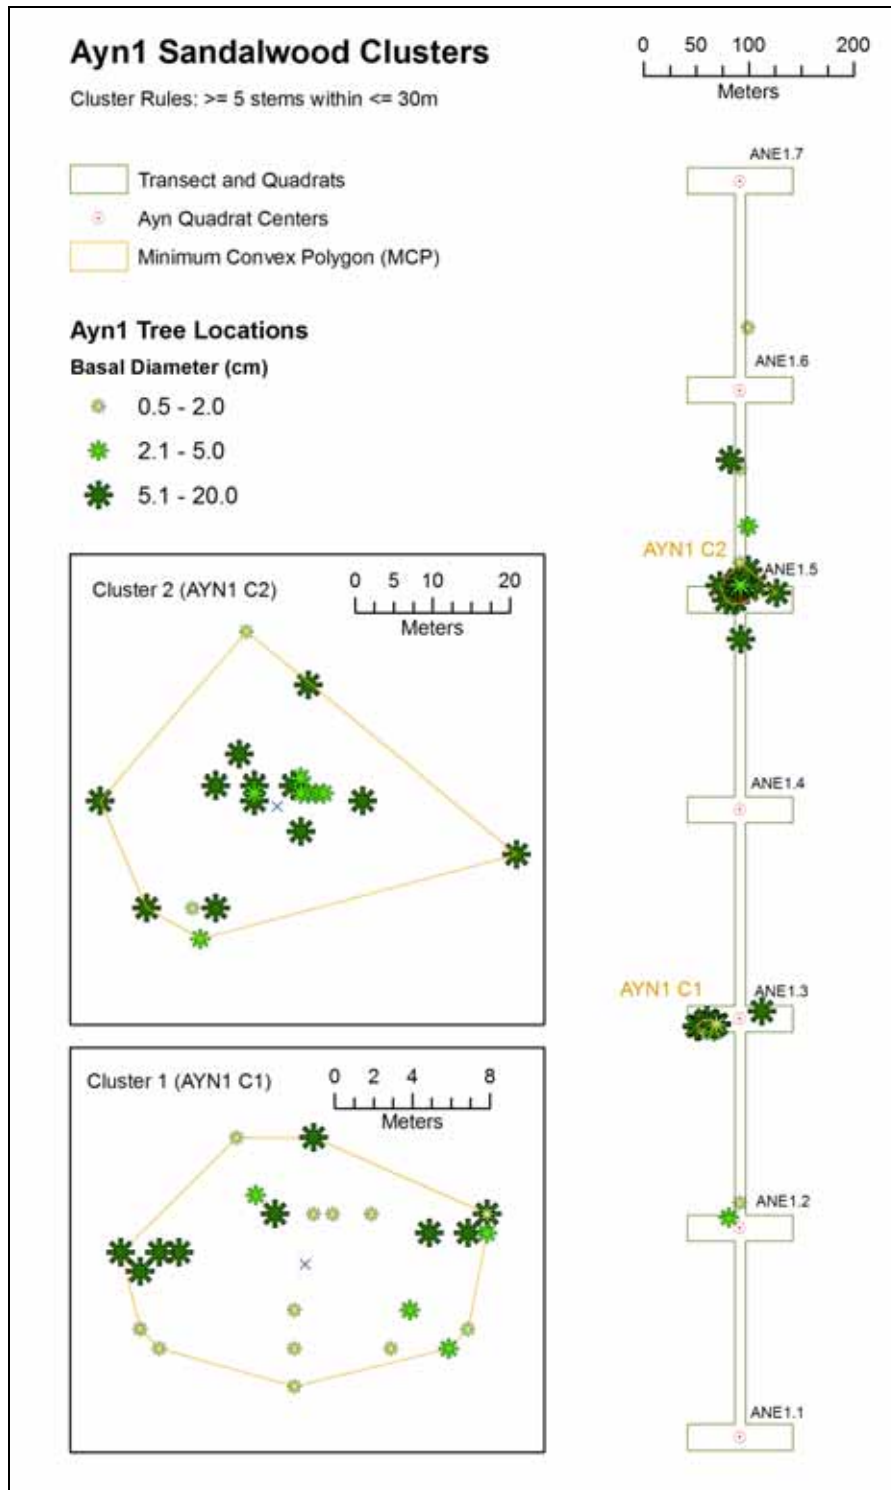 Ayn1 Sandalwood Clusters
Cluster Rules: >= 5 stems within <= 30m
0 50 100 200
Meters
Transect and Quadrats
Ayn Quadrat Centers
Minimum Convex Polygon (MCP)
Ayn1 Tree Locations
Basal Diameter (cm)
0.5 - 2.0
2.1 - 5.0
5.1 - 20.0
Cluster 2 (AYN1 C2)
0 5 10 20
Meters
Cluster 1 (AYN1 C1)
0 2 4 8
Meters
ANE1.7
ANE1.6
AYN1 C2
ANE1.5
ANE1.4
AYN1 C1
ANE1.3
ANE1.2
ANE1.1